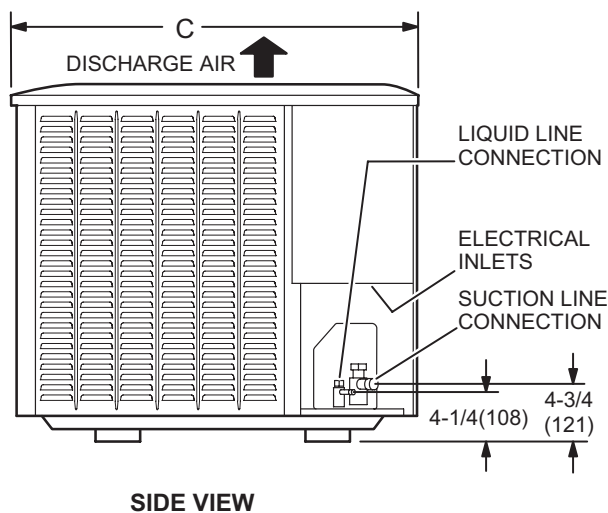 C
DISCHARGE AIR
LIQUID LINE
CONNECTION
ELECTRICAL
INLETS
SUCTION LINE
CONNECTION
4-1/4(108)
4-3/4
(121)
SIDE VIEW